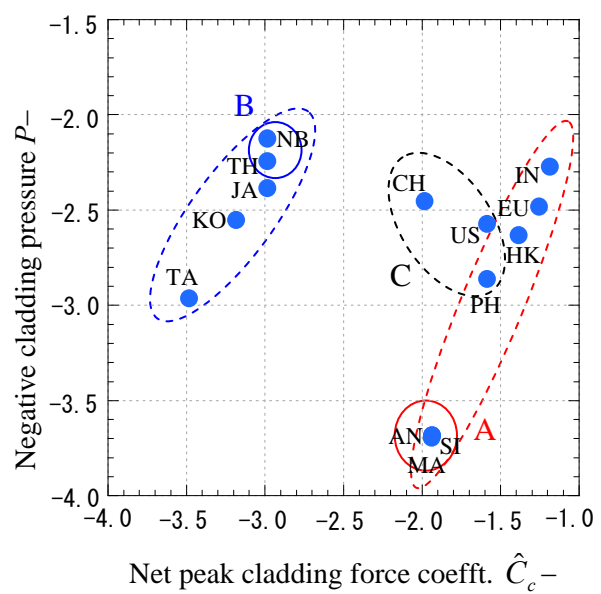 Negative cladding pressure P−
−1.5
−2.0
−2.5
−3.0
−3.5
−4.0
B
NB
TH
JA
KO
TA
CH
IN
EU
US
HK
C
PH
AN
SI
MA
A
−4.0 −3.5 −3.0 −2.5 −2.0 −1.5 −1.0
Net peak cladding force coefft. Ĉc −